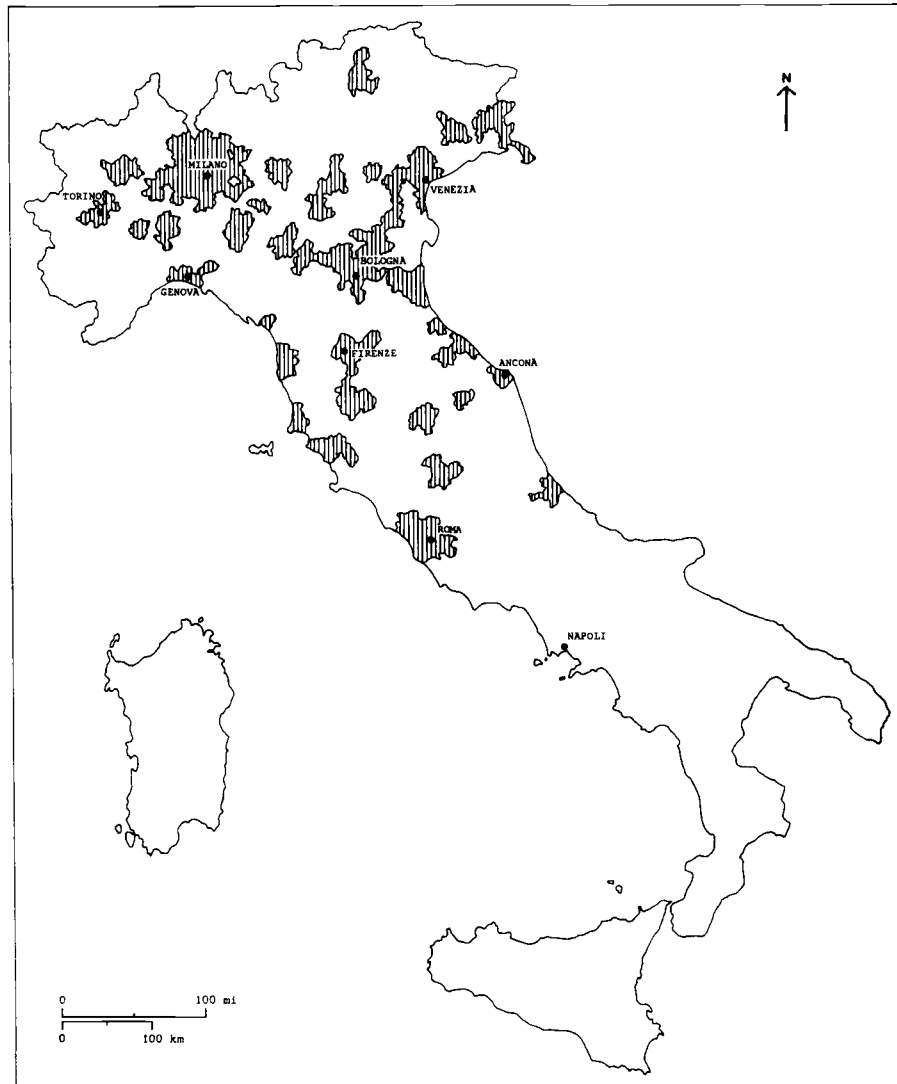 N
MILANO
VENEZIA
TORINO
BOLOGNA
GENOVA
FIRENZE
ANCONA
ROMA
NAPOLI
0 100 mi
0 100 km